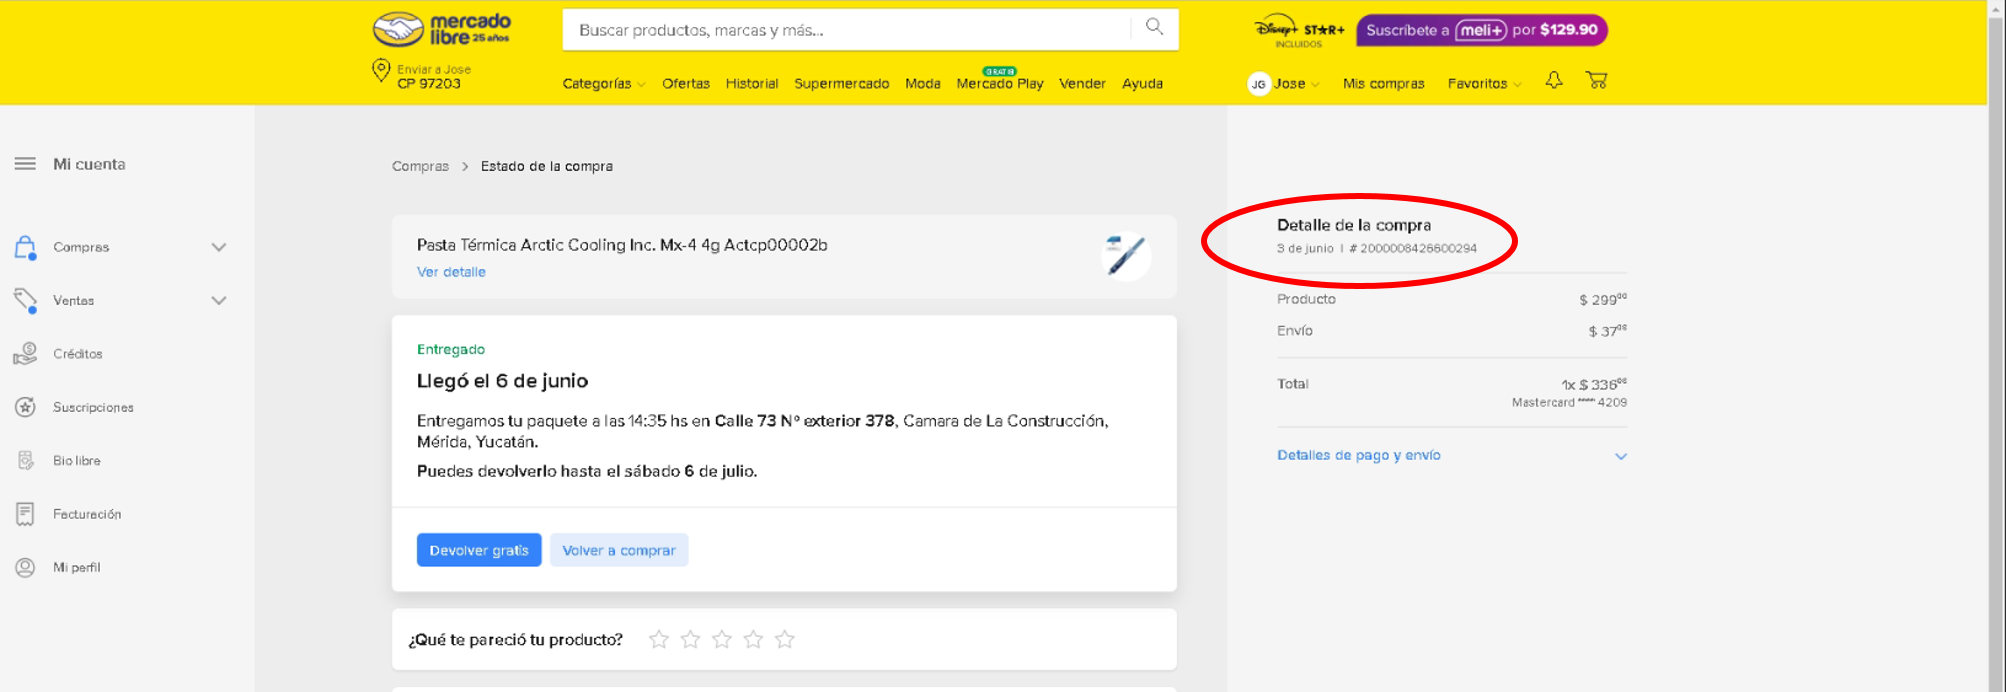 mercado
libre 25 años
Buscar productos, marcas y más...
Disney+ STAR+
INCLUIDOS
Suscríbete a meli+ por $129.90
Enviar a Jose
CP 97203
Categorías
Ofertas
Historial
Supermercado
Moda
GRATIS
Mercado Play
Vender
Ayuda
JG Jose
Mis compras
Favoritos
Mi cuenta
Compras
Ventas
Créditos
Suscripciones
Bio libre
Facturación
Mi perfil
Compras > Estado de la compra
Pasta Térmica Arctic Cooling Inc. Mx-4 4g Actcp00002b
Ver detalle
Entregado
Llegó el 6 de junio
Entregamos tu paquete a las 14:35 hs en Calle 73 Nº exterior 378, Camara de La Construcción,
Mérida, Yucatán.
Puedes devolverlo hasta el sábado 6 de julio.
Devolver gratis
Volver a comprar
¿Qué te pareció tu producto?
Detalle de la compra
3 de junio | # 2000008426600294
Producto $ 299
Envío $ 37
Total 1x $ 336
Mastercard **** 4209
Detalles de pago y envío